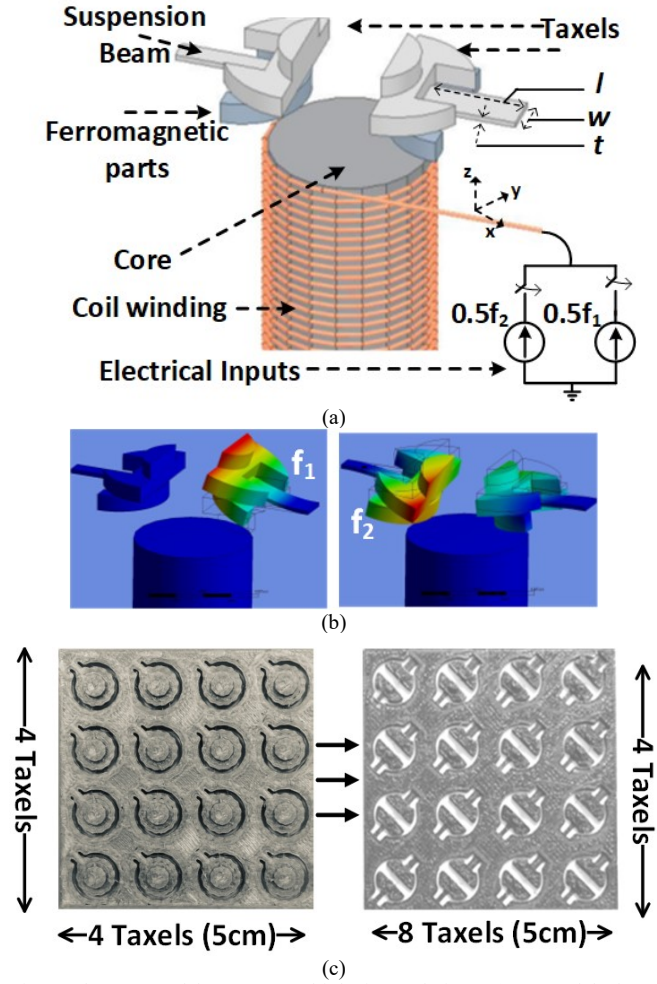 Suspension
Beam
Taxels
l
w
t
Ferromagnetic
parts
z
y
x
Core
Coil winding
0.5f₂
0.5f₁
Electrical Inputs
(a)
f₁
f₂
(b)
4 Taxels
4 Taxels
4 Taxels (5cm)
8 Taxels (5cm)
(c)